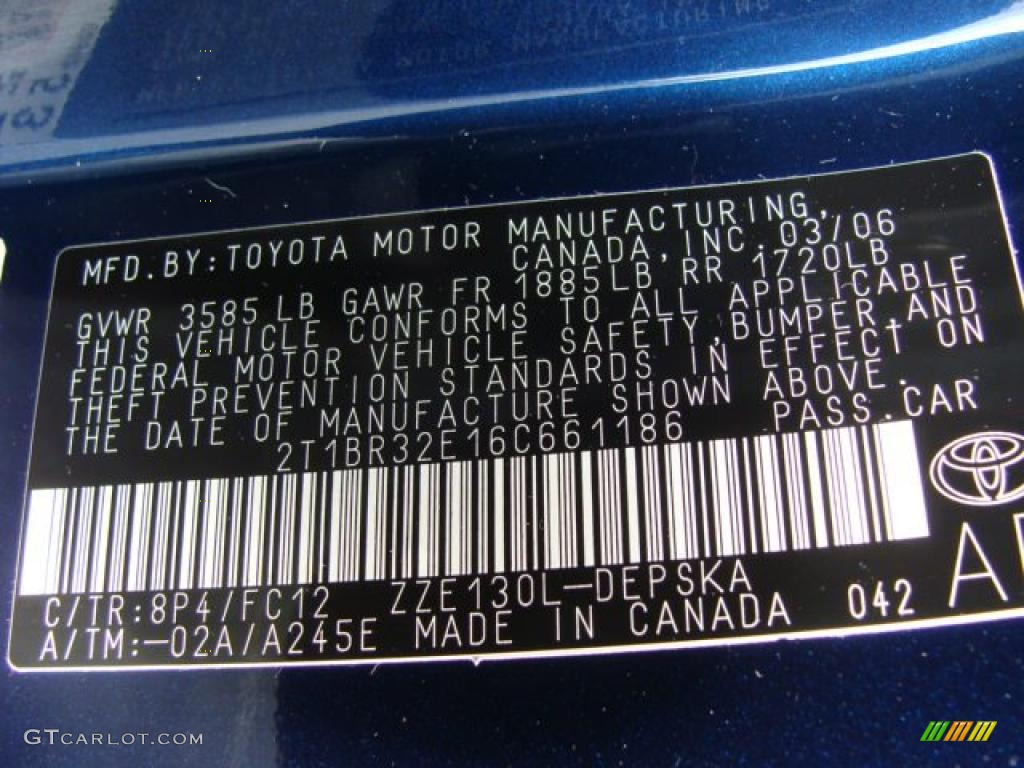 MFD.BY:TOYOTA MOTOR MANUFACTURING,
CANADA,INC. 03/06
GVWR 3585 LB GAWR FR 1885LB RR 1720LB
THIS VEHICLE CONFORMS TO ALL APPLICABLE
FEDERAL MOTOR VEHICLE SAFETY,BUMPER,AND
THEFT PREVENTION STANDARDS IN EFFECT ON
THE DATE OF MANUFACTURE SHOWN ABOVE.
2T1BR32E16C661186 PASS.CAR
C/TR:8P4/FC12 ZZE130L-DEPSKA
A/TM:-02A/A245E MADE IN CANADA 042
GTCARLOT.COM